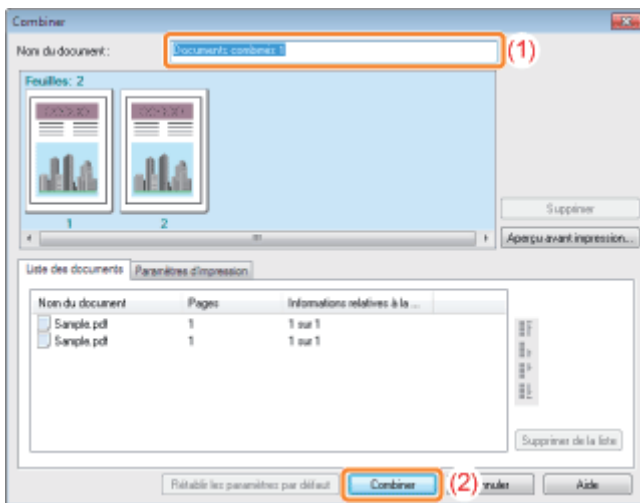 Combiner
Nom du document :
Documents combinés 1
(1)
Feuilles: 2
1
2
Supprimer
Aperçu avant impression...
Liste des documents
Paramètres d'impression
Nom du document Pages Informations relatives à la ...
Sample.pdf 1 1 sur 1
Sample.pdf 1 1 sur 1
Supprimer de la liste
Rétablir les paramètres par défaut
Combiner
(2)
nuler
Aide